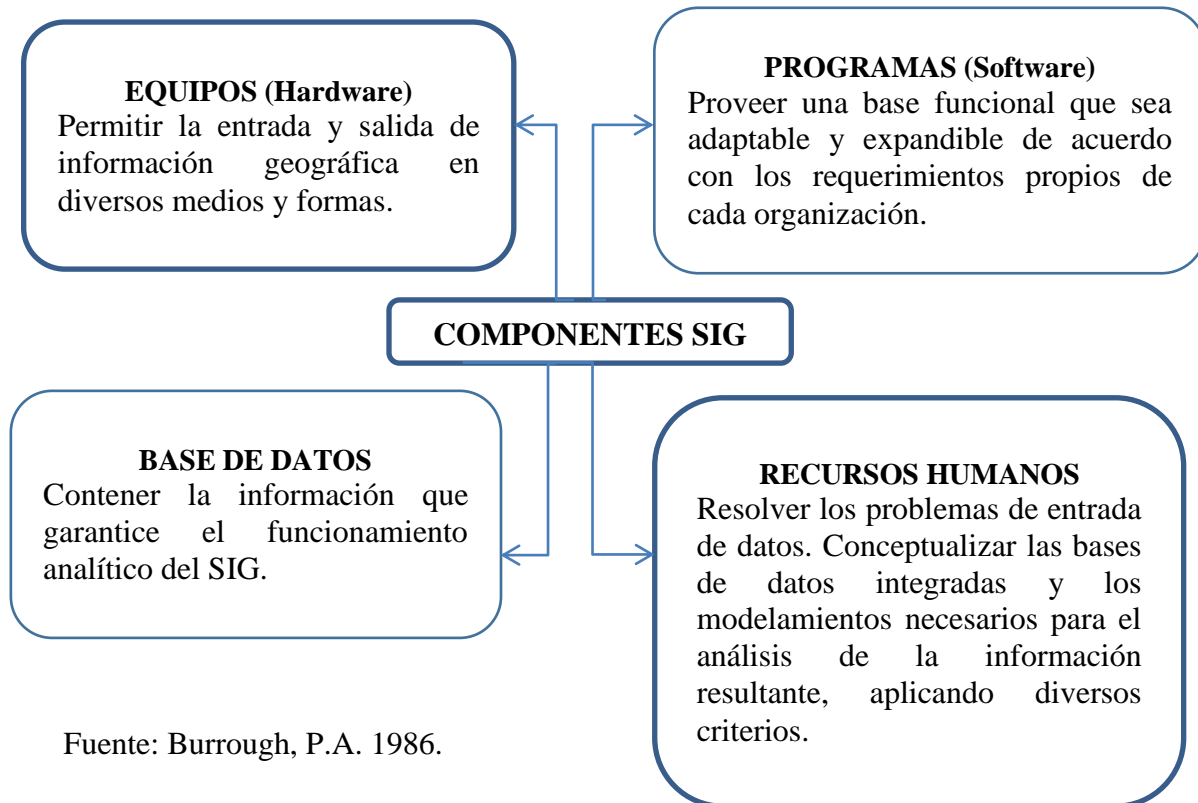 EQUIPOS (Hardware)
Permitir la entrada y salida de
información geográfica en
diversos medios y formas.
PROGRAMAS (Software)
Proveer una base funcional que sea
adaptable y expandible de acuerdo
con los requerimientos propios de
cada organización.
COMPONENTES SIG
BASE DE DATOS
Contener la información que
garantice el funcionamiento
analítico del SIG.
RECURSOS HUMANOS
Resolver los problemas de entrada
de datos. Conceptualizar las bases
de datos integradas y los
modelamientos necesarios para el
análisis de la información
resultante, aplicando diversos
criterios.
Fuente: Burrough, P.A. 1986.